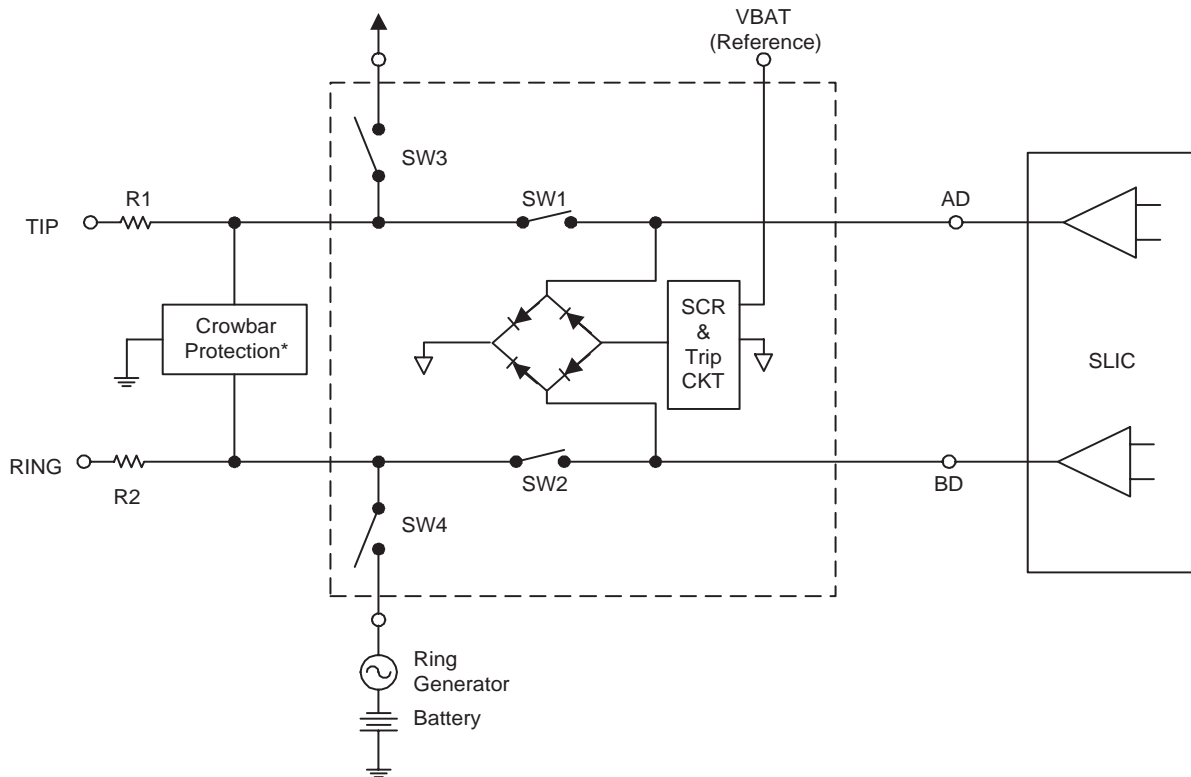 VBAT
(Reference)
SW3
R1
SW1
AD
TIP
Crowbar
Protection*
SCR
&
Trip
CKT
SLIC
RING
R2
SW2
BD
SW4
Ring
Generator
Battery